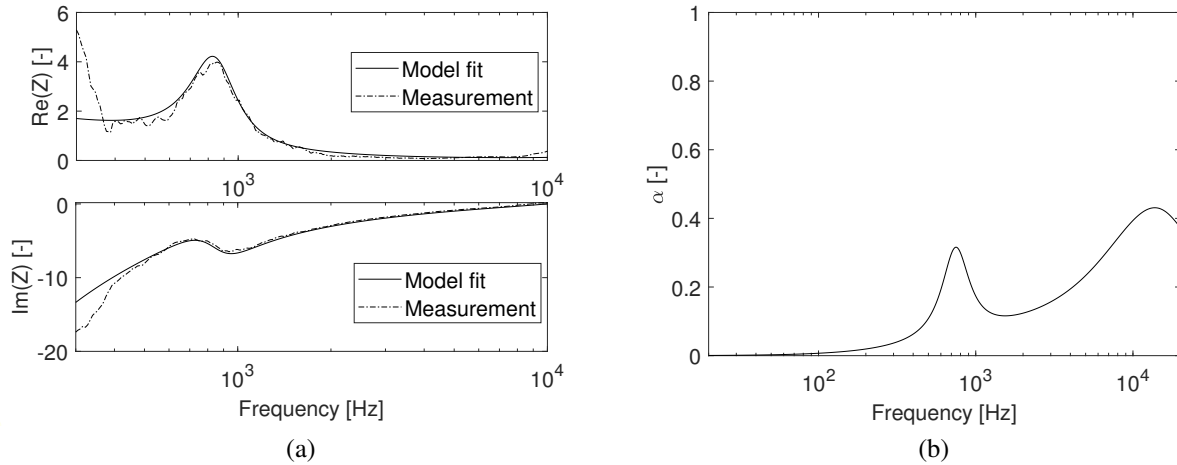 6
4
2
0
Re(Z) [-]
Model fit
Measurement
10^3
10^4
0
-10
-20
Im(Z) [-]
Model fit
Measurement
10^3
10^4
Frequency [Hz]
(a)
1
0.8
0.6
0.4
0.2
0
α [-]
10^2
10^3
10^4
Frequency [Hz]
(b)